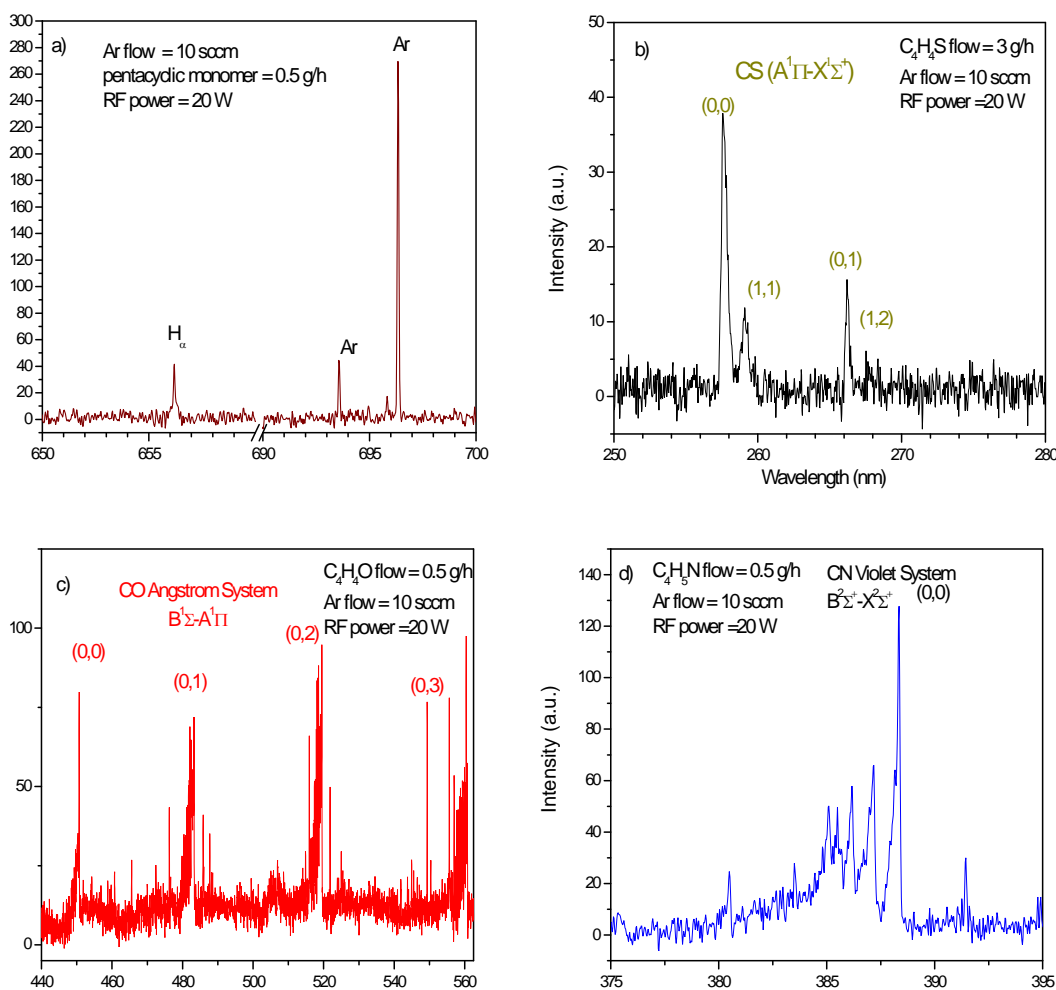 a)
Ar flow = 10 sccm
pentacyclic monomer = 0.5 g/h
RF power = 20 W
Ar
H α
Ar
300
280
260
240
220
200
180
160
140
120
100
80
60
40
20
0
650 655 690 695 700
b)
C4H4S flow = 3 g/h
Ar flow = 10 sccm
RF power =20 W
CS (A1Π-X1Σ+)
(0,0)
(1,1)
(0,1)
(1,2)
Intensity (a.u.)
50
40
30
20
10
0
250 260 270 280
Wavelength (nm)
c)
CO Angstrom System
B1Σ-A1Π
C4H4O flow = 0.5 g/h
Ar flow = 10 sccm
RF power =20 W
(0,0)
(0,1)
(0,2)
(0,3)
100
50
0
440 460 480 500 520 540 560
d)
C4H5N flow = 0.5 g/h
Ar flow = 10 sccm
RF power =20 W
CN Violet System
B2Σ+-X2Σ+ (0,0)
Intensity (a.u.)
140
120
100
80
60
40
20
0
375 380 385 390 395